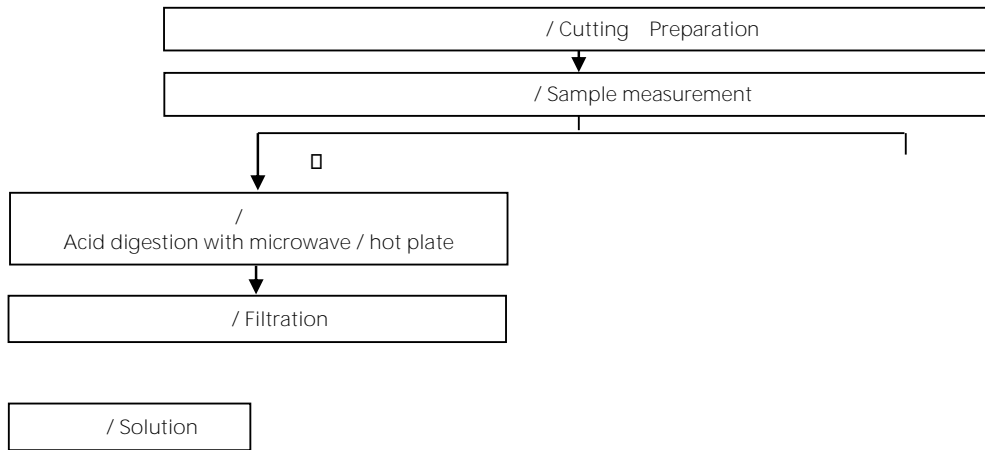 / Cutting Preparation
/ Sample measurement
□
/
Acid digestion with microwave / hot plate
/ Filtration
/ Solution